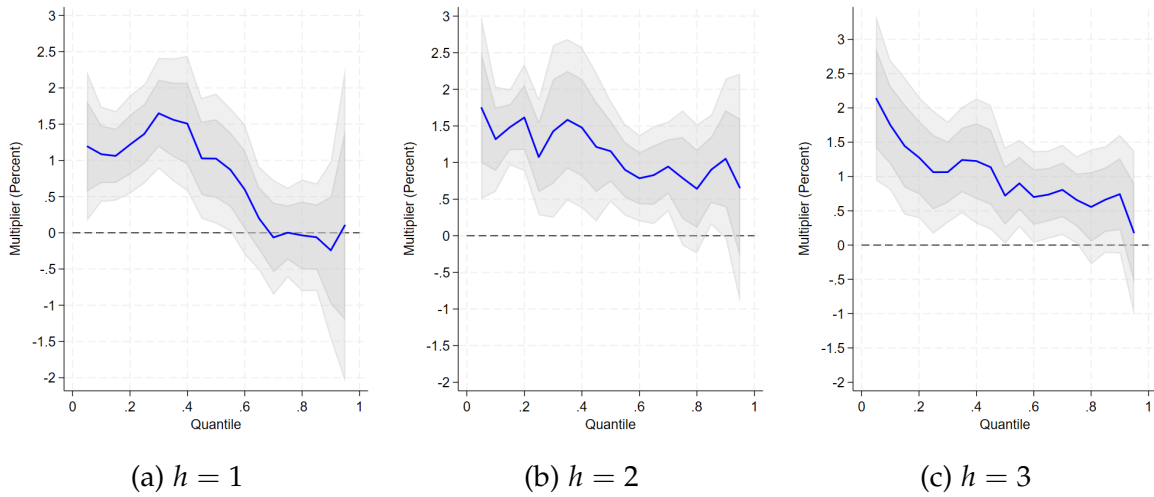 3
2.5
2
1.5
1
.5
0
-.5
-1
-1.5
-2
Multiplier (Percent)
0 .2 .4 .6 .8 1
Quantile
(a) h = 1
3
2.5
2
1.5
1
.5
0
-.5
-1
-1.5
-2
Multiplier (Percent)
0 .2 .4 .6 .8 1
Quantile
(b) h = 2
3
2.5
2
1.5
1
.5
0
-.5
-1
-1.5
-2
Multiplier (Percent)
0 .2 .4 .6 .8 1
Quantile
(c) h = 3